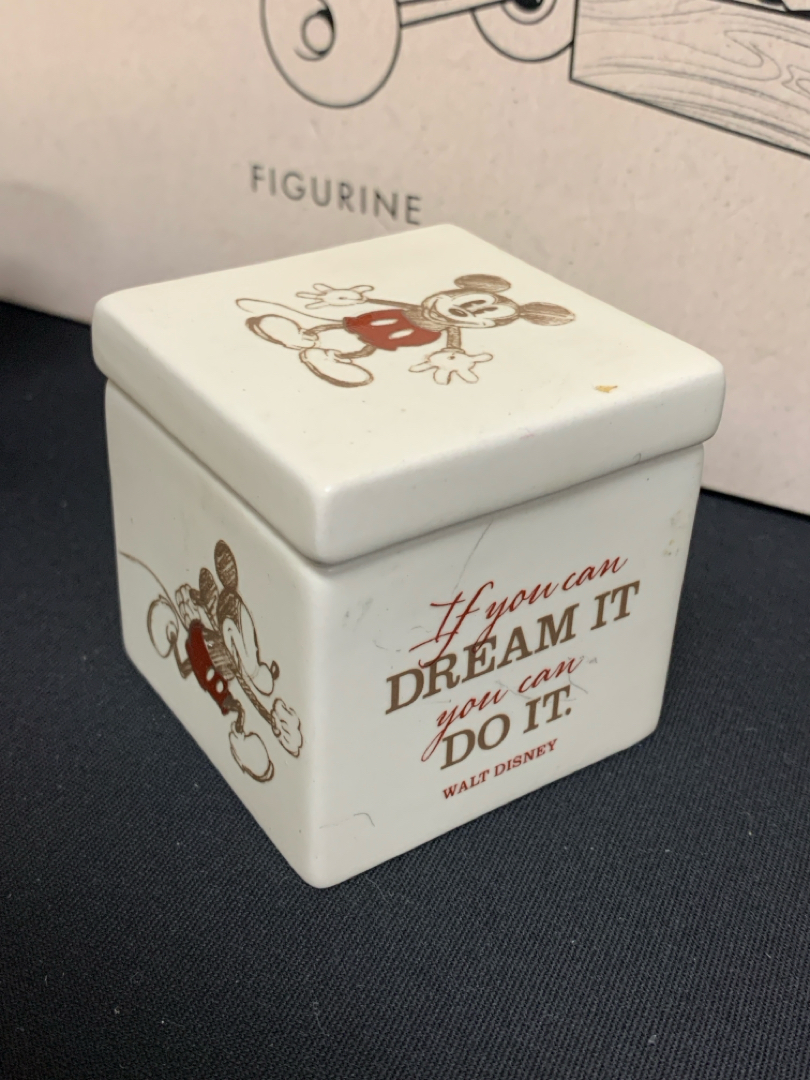 FIGURINE
If you can
DREAM IT
you can
DO IT.
WALT DISNEY